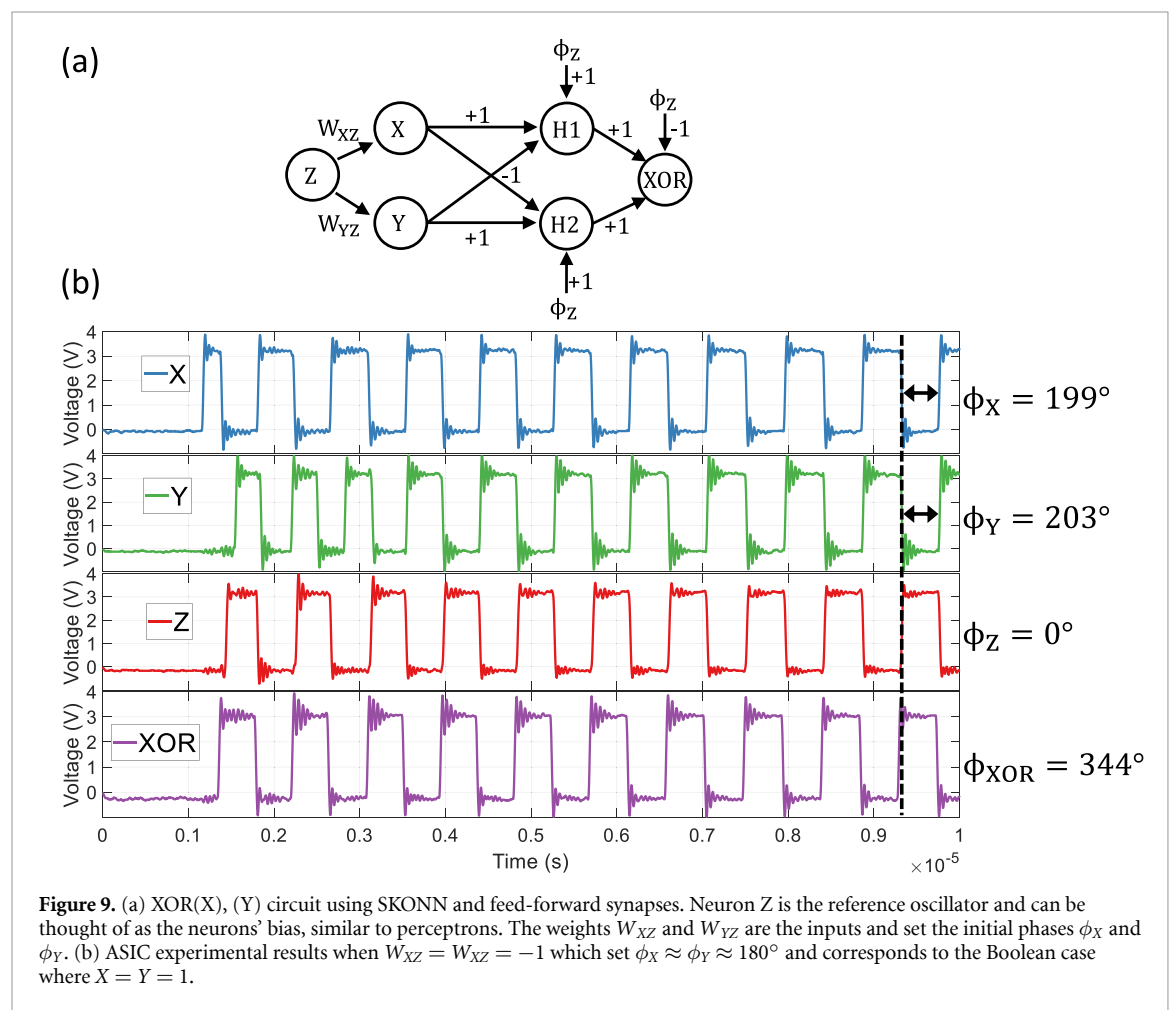 (a)
ϕZ
+1
ϕZ
WXZ
X
+1
H1
+1
-1
Z
-1
XOR
WYZ
Y
+1
H2
+1
+1
ϕZ
(b)
4
3
2
1
0
Voltage (V)
X
ϕX = 199°
4
3
2
1
0
Voltage (V)
Y
ϕY = 203°
4
3
2
1
0
Voltage (V)
Z
ϕZ = 0°
4
3
2
1
0
Voltage (V)
XOR
ϕXOR = 344°
0 0.1 0.2 0.3 0.4 0.5 0.6 0.7 0.8 0.9 1
Time (s)
×10-5
Figure 9. (a) XOR(X), (Y) circuit using SKONN and feed-forward synapses. Neuron Z is the reference oscillator and can be
thought of as the neurons' bias, similar to perceptrons. The weights WXZ and WYZ are the inputs and set the initial phases ϕX and
ϕY. (b) ASIC experimental results when WXZ = WXZ = −1 which set ϕX ≈ ϕY ≈ 180° and corresponds to the Boolean case
where X = Y = 1.